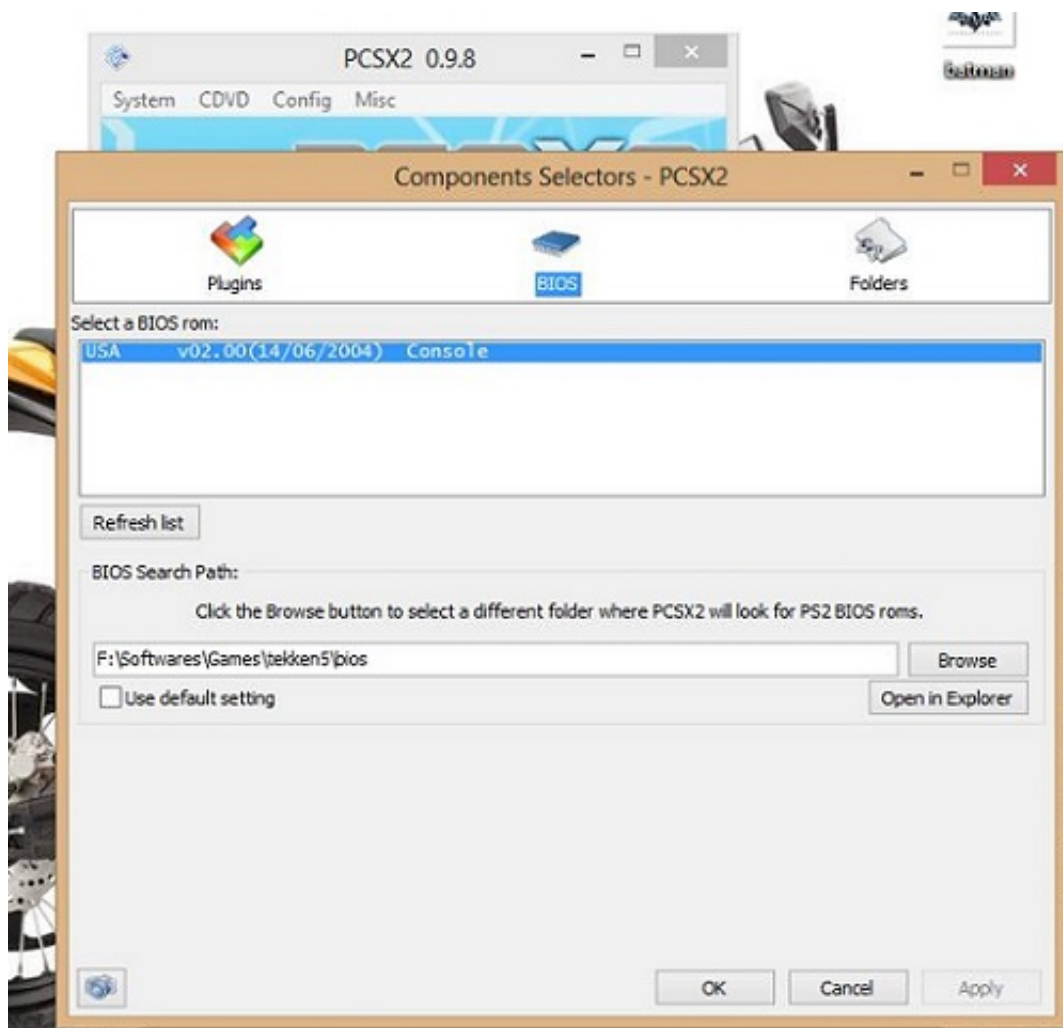 PCSX2 0.9.8
batman
System CDVD Config Misc
Components Selectors - PCSX2
Plugins BIOS Folders
Select a BIOS rom:
USA v02.00(14/06/2004) Console
Refresh list
BIOS Search Path:
Click the Browse button to select a different folder where PCSX2 will look for PS2 BIOS roms.
F:\Softwares\Games\tekken5\bios
Browse
Use default setting
Open in Explorer
OK Cancel Apply